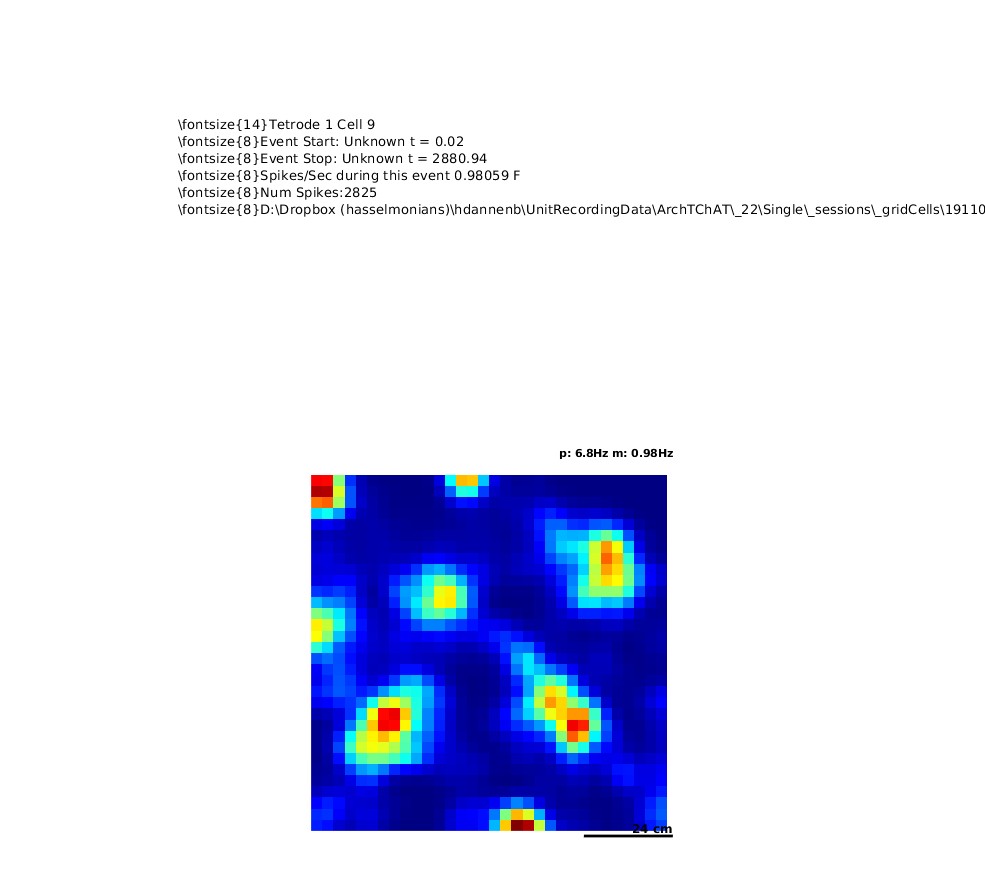 \fontsize{14}Tetrode 1 Cell 9
\fontsize{8}Event Start: Unknown t = 0.02
\fontsize{8}Event Stop: Unknown t = 2880.94
\fontsize{8}Spikes/Sec during this event 0.98059 F
\fontsize{8}Num Spikes:2825
\fontsize{8}D:\Dropbox (hasselmonians)\hdannenb\UnitRecordingData\ArchTChAT\_22\Single\_sessions\_gridCells\19110
p: 6.8Hz m: 0.98Hz
24 cm